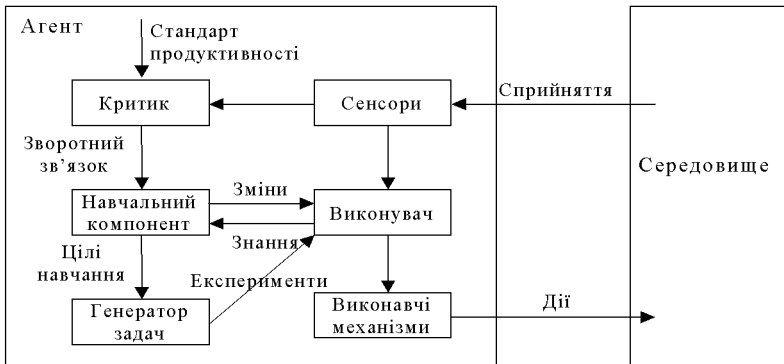 Агент
Стандарт
продуктивності
Критик
Сенсори
Сприйняття
Зворотний
зв’язок
Середовище
Навчальний
компонент
Зміни
Виконувач
Знання
Цілі
навчання
Експерименти
Генератор
задач
Виконавчі
механізми
Дії